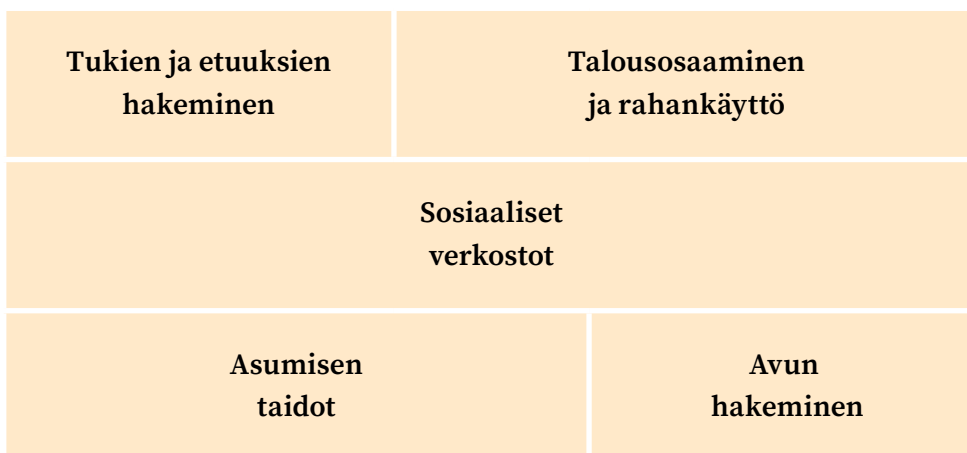 Tukien ja etuuksien
hakeminen
Talousosaaminen
ja rahankäyttö
Sosiaaliset
verkostot
Asumisen
taidot
Avun
hakeminen